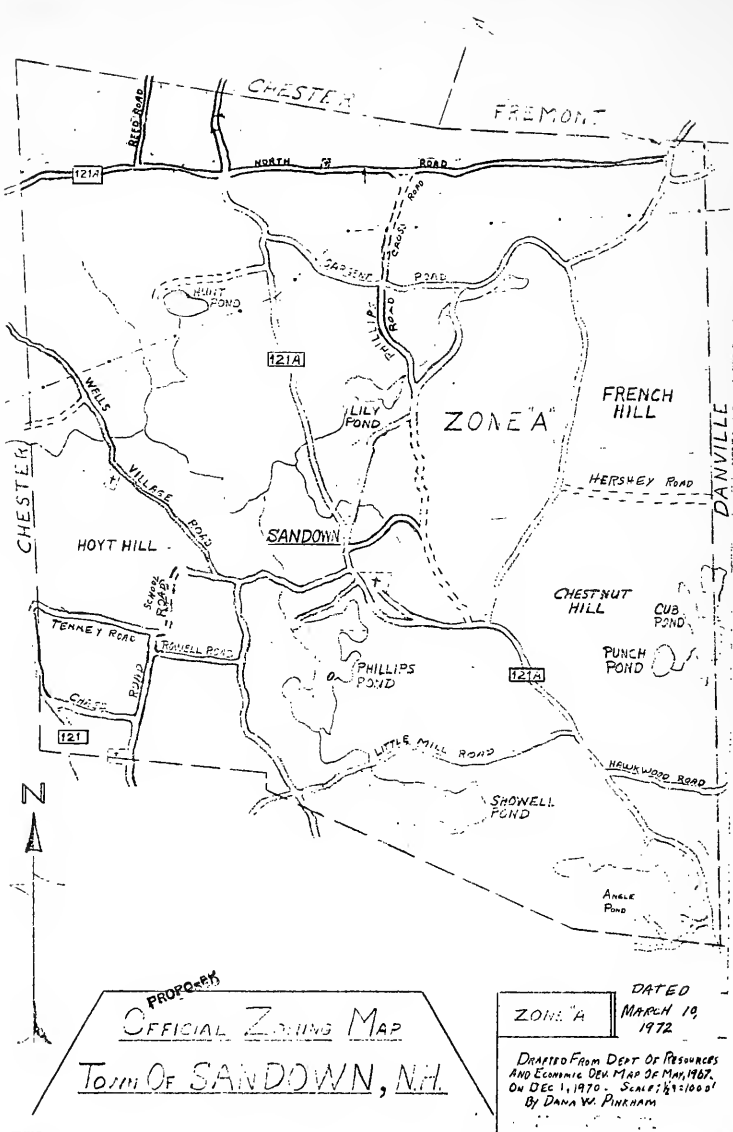 CHESTER
FREMONT
REED ROAD
121A
NORTH ROAD
CROSS ROAD
SARGENT ROAD
HUNT
POND
PHILLIPS ROAD
121A
WELLS
VILLAGE
ROAD
LILY
POND
ZONE "A"
FRENCH
HILL
DANVILLE
CHESTER
HERSHEY ROAD
SANDOWN
HOYT HILL
SCHOOL
ROAD
CHESTNUT
HILL
CUB
POND
TENNEY ROAD
ROWELL ROAD
PUNCH
POND
PHILLIPS
POND
121A
CHASE
ROAD
121
LITTLE MILL ROAD
HAWKWOOD ROAD
N
SHOWELL
POND
ANGLE
POND
OFFICIAL ZONING MAP
TOWN OF SANDOWN, N.H.
ZONE "A
DATED
MARCH 10,
1972
DRAFTED FROM DEPT OF RESOURCES
AND ECONOMIC DEV. MAP OF MAY, 1967.
ON DEC 1, 1970. SCALE; ½"=1000'
BY DANA W. PINKHAM